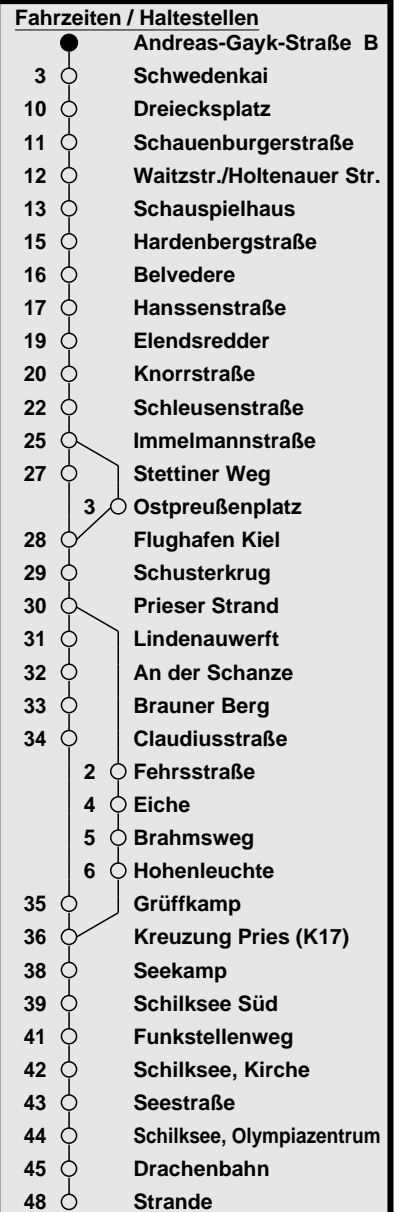 Fahrzeiten / Haltestellen
Andreas-Gayk-Straße B
3 Schwedenkai
10 Dreiecksplatz
11 Schauenburgerstraße
12 Waitzstr./Holtenauer Str.
13 Schauspielhaus
15 Hardenbergstraße
16 Belvedere
17 Hanssenstraße
19 Elendsredder
20 Knorrstraße
22 Schleusenstraße
25 Immelmannstraße
27 Stettiner Weg
3 Ostpreußenplatz
28 Flughafen Kiel
29 Schusterkrug
30 Prieser Strand
31 Lindenauwerft
32 An der Schanze
33 Brauner Berg
34 Claudiusstraße
2 Fehrsstraße
4 Eiche
5 Brahmsweg
6 Hohenleuchte
35 Grüffkamp
36 Kreuzung Pries (K17)
38 Seekamp
39 Schilksee Süd
41 Funkstellenweg
42 Schilksee, Kirche
43 Seestraße
44 Schilksee, Olympiazentrum
45 Drachenbahn
48 Strande